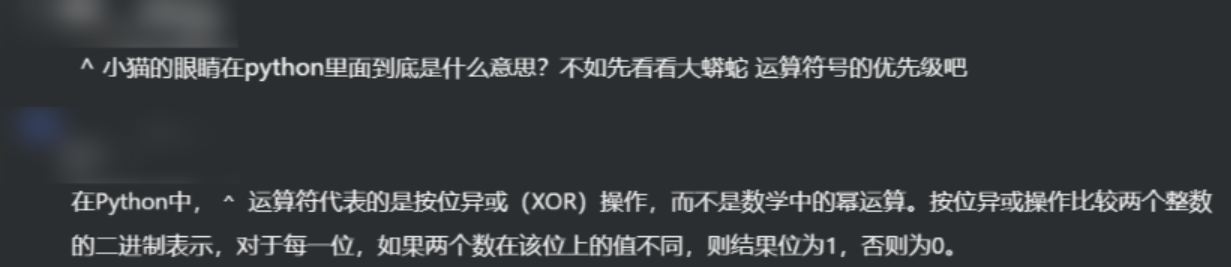 ^ 小猫的眼睛在python里面到底是什么意思？不如先看看大蟒蛇 运算符号的优先级吧
在Python中， ^ 运算符代表的是按位异或（XOR）操作，而不是数学中的幂运算。按位异或操作比较两个整数
的二进制表示，对于每一位，如果两个数在该位上的值不同，则结果位为1，否则为0。